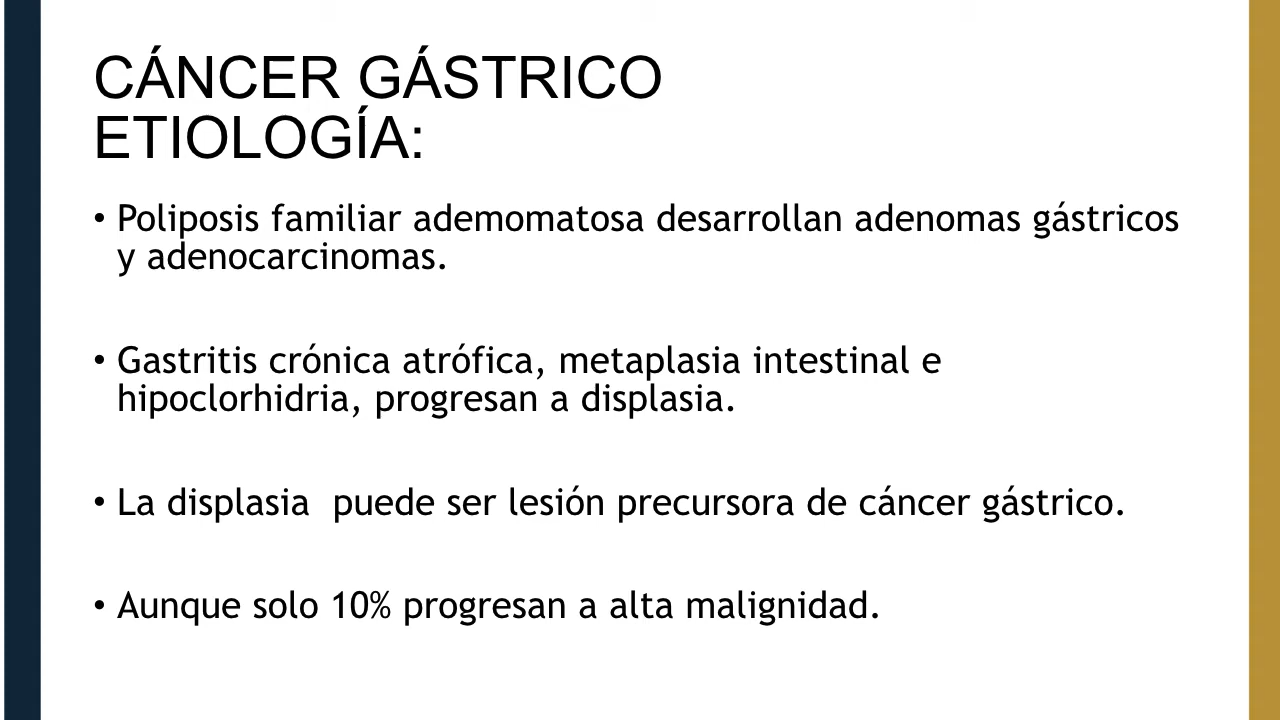 CÁNCER GÁSTRICO
ETIOLOGÍA:
• Poliposis familiar ademomatosa desarrollan adenomas gástricos
y adenocarcinomas.
• Gastritis crónica atrófica, metaplasia intestinal e
hipoclorhidria, progresan a displasia.
• La displasia  puede ser lesión precursora de cáncer gástrico.
• Aunque solo 10% progresan a alta malignidad.